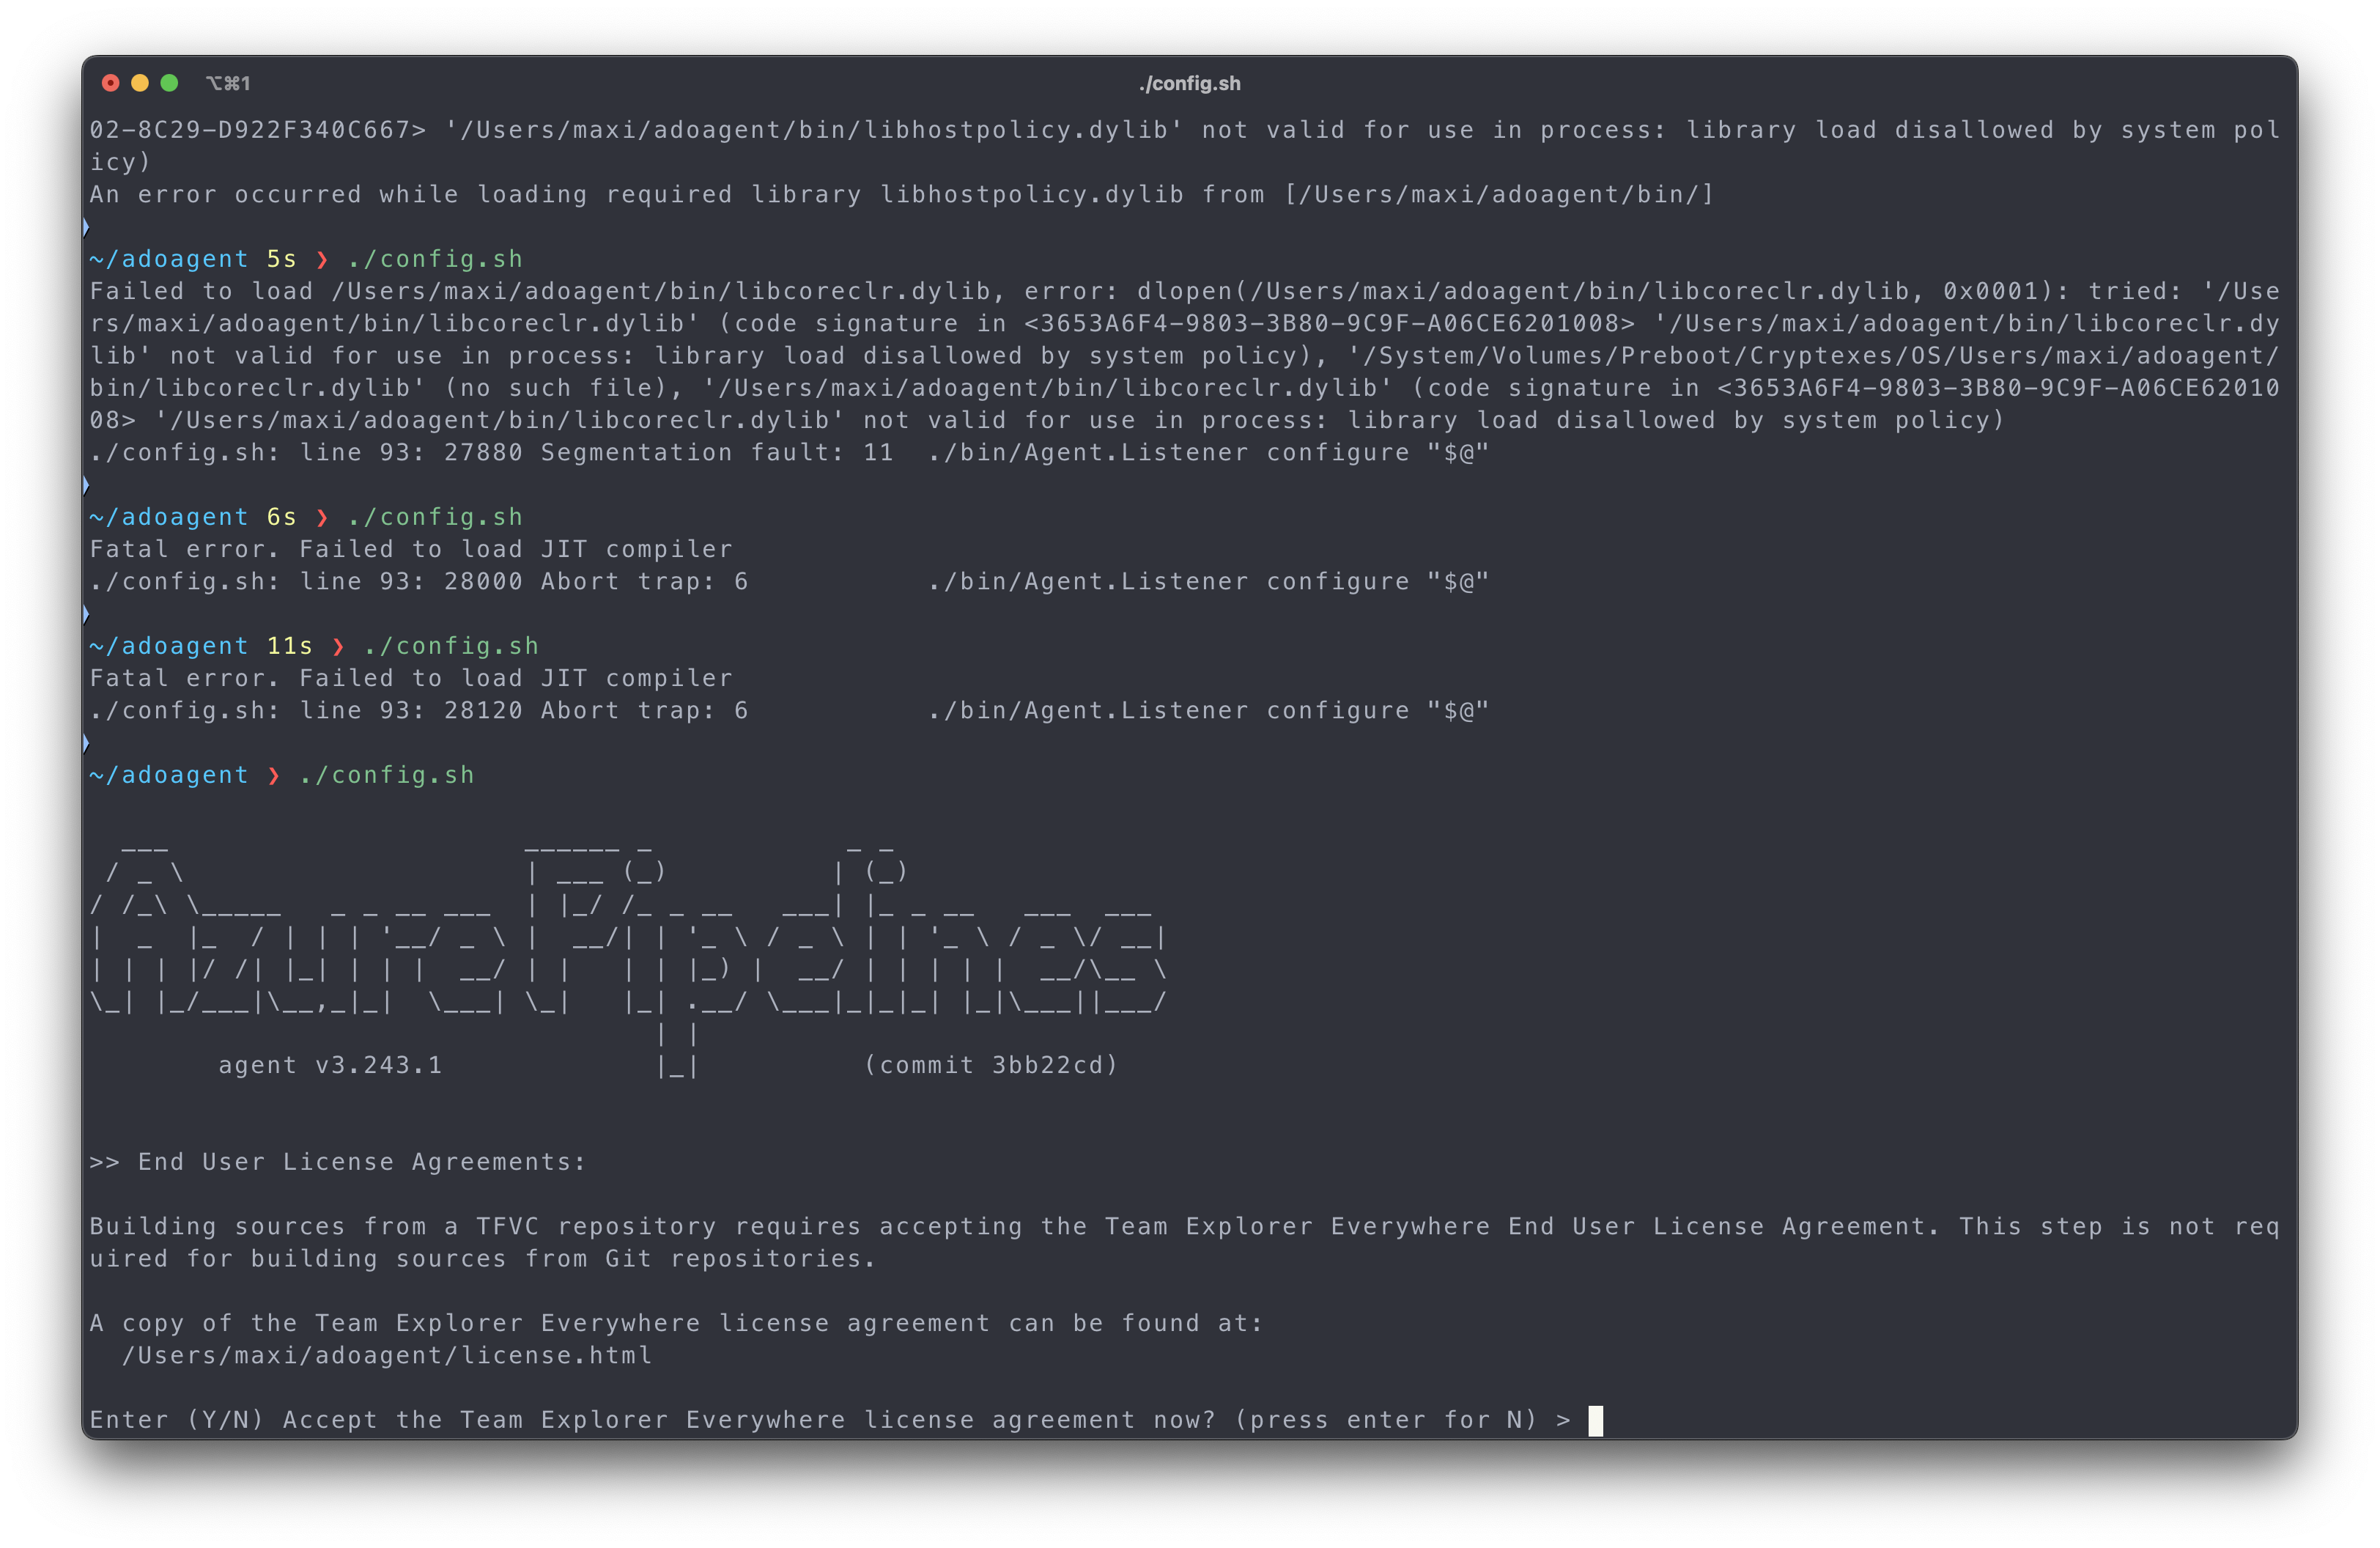 ⌥⌘1
./config.sh
02-8C29-D922F340C667> '/Users/maxi/adoagent/bin/libhostpolicy.dylib' not valid for use in process: library load disallowed by system pol
icy)
An error occurred while loading required library libhostpolicy.dylib from [/Users/maxi/adoagent/bin/]
~/adoagent 5s ❯ ./config.sh
Failed to load /Users/maxi/adoagent/bin/libcoreclr.dylib, error: dlopen(/Users/maxi/adoagent/bin/libcoreclr.dylib, 0x0001): tried: '/Use
rs/maxi/adoagent/bin/libcoreclr.dylib' (code signature in <3653A6F4-9803-3B80-9C9F-A06CE6201008> '/Users/maxi/adoagent/bin/libcoreclr.dy
lib' not valid for use in process: library load disallowed by system policy), '/System/Volumes/Preboot/Cryptexes/OS/Users/maxi/adoagent/
bin/libcoreclr.dylib' (no such file), '/Users/maxi/adoagent/bin/libcoreclr.dylib' (code signature in <3653A6F4-9803-3B80-9C9F-A06CE62010
08> '/Users/maxi/adoagent/bin/libcoreclr.dylib' not valid for use in process: library load disallowed by system policy)
./config.sh: line 93: 27880 Segmentation fault: 11  ./bin/Agent.Listener configure "$@"
~/adoagent 6s ❯ ./config.sh
Fatal error. Failed to load JIT compiler
./config.sh: line 93: 28000 Abort trap: 6           ./bin/Agent.Listener configure "$@"
~/adoagent 11s ❯ ./config.sh
Fatal error. Failed to load JIT compiler
./config.sh: line 93: 28120 Abort trap: 6           ./bin/Agent.Listener configure "$@"
~/adoagent ❯ ./config.sh
Azure Pipelines
agent v3.243.1 (commit 3bb22cd)
>> End User License Agreements:
Building sources from a TFVC repository requires accepting the Team Explorer Everywhere End User License Agreement. This step is not req
uired for building sources from Git repositories.
A copy of the Team Explorer Everywhere license agreement can be found at:
/Users/maxi/adoagent/license.html
Enter (Y/N) Accept the Team Explorer Everywhere license agreement now? (press enter for N) >